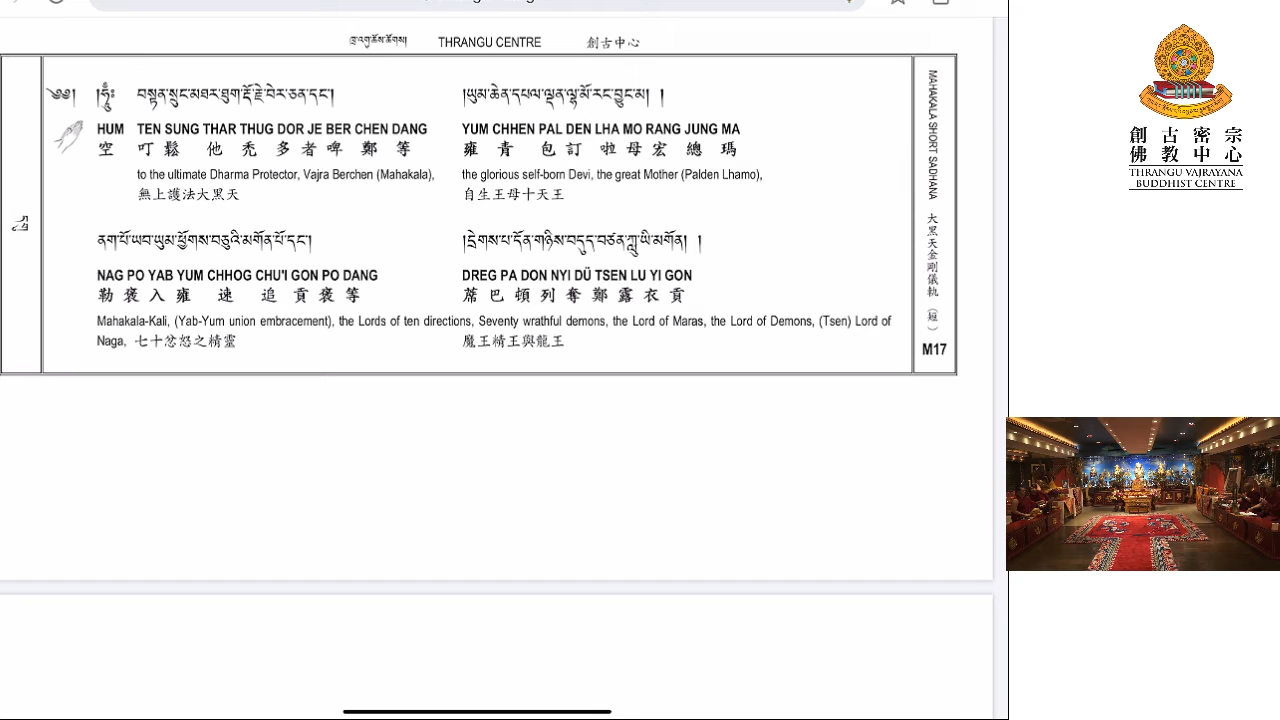 ཁྲ་འགུ་ཆོས་ཚོགས། THRANGU CENTRE 創古中心
༄༅། །ཧཱུྃ༔ བསྟན་སྲུང་མཐར་ཐུག་རྡོ་རྗེ་བེར་ཅན་དང་། །ཡུམ་ཆེན་དཔལ་ལྡན་ལྷ་མོ་རང་བྱུང་མ། །
HUM TEN SUNG THAR THUG DOR JE BER CHEN DANG YUM CHHEN PAL DEN LHA MO RANG JUNG MA
空 叮 鬆 他 禿 多 者 啤 鄭 等 雍 青 包 訂 啦 母 宏 總 瑪
to the ultimate Dharma Protector, Vajra Berchen (Mahakala), the glorious self-born Devi, the great Mother (Palden Lhamo),
無上護法大黑天 自生王母十天王
ནག་པོ་ཡབ་ཡུམ་ཕྱོགས་བཅུའི་མགོན་པོ་དང་། །དྲེགས་པ་དོན་གཉིས་བདུད་བཙན་ཀླུ་ཡི་མགོན། །
NAG PO YAB YUM CHHOG CHU'I GON PO DANG DREG PA DON NYI DÜ TSEN LU YI GON
勒 褒 入 雍 速 追 貢 褒 等 蓆 巴 頓 列 奪 鄭 露 衣 貢
Mahakala-Kali, (Yab-Yum union embracement), the Lords of ten directions, Seventy wrathful demons, the Lord of Maras, the Lord of Demons, (Tsen) Lord of
Naga, 七十忿怒之精靈 魔王精王與龍王
MAHAKALA SHORT SADHANA 大黑天金剛儀軌（短）
M17
創古密宗
佛教中心
THRANGU VAJRAYANA
BUDDHIST CENTRE